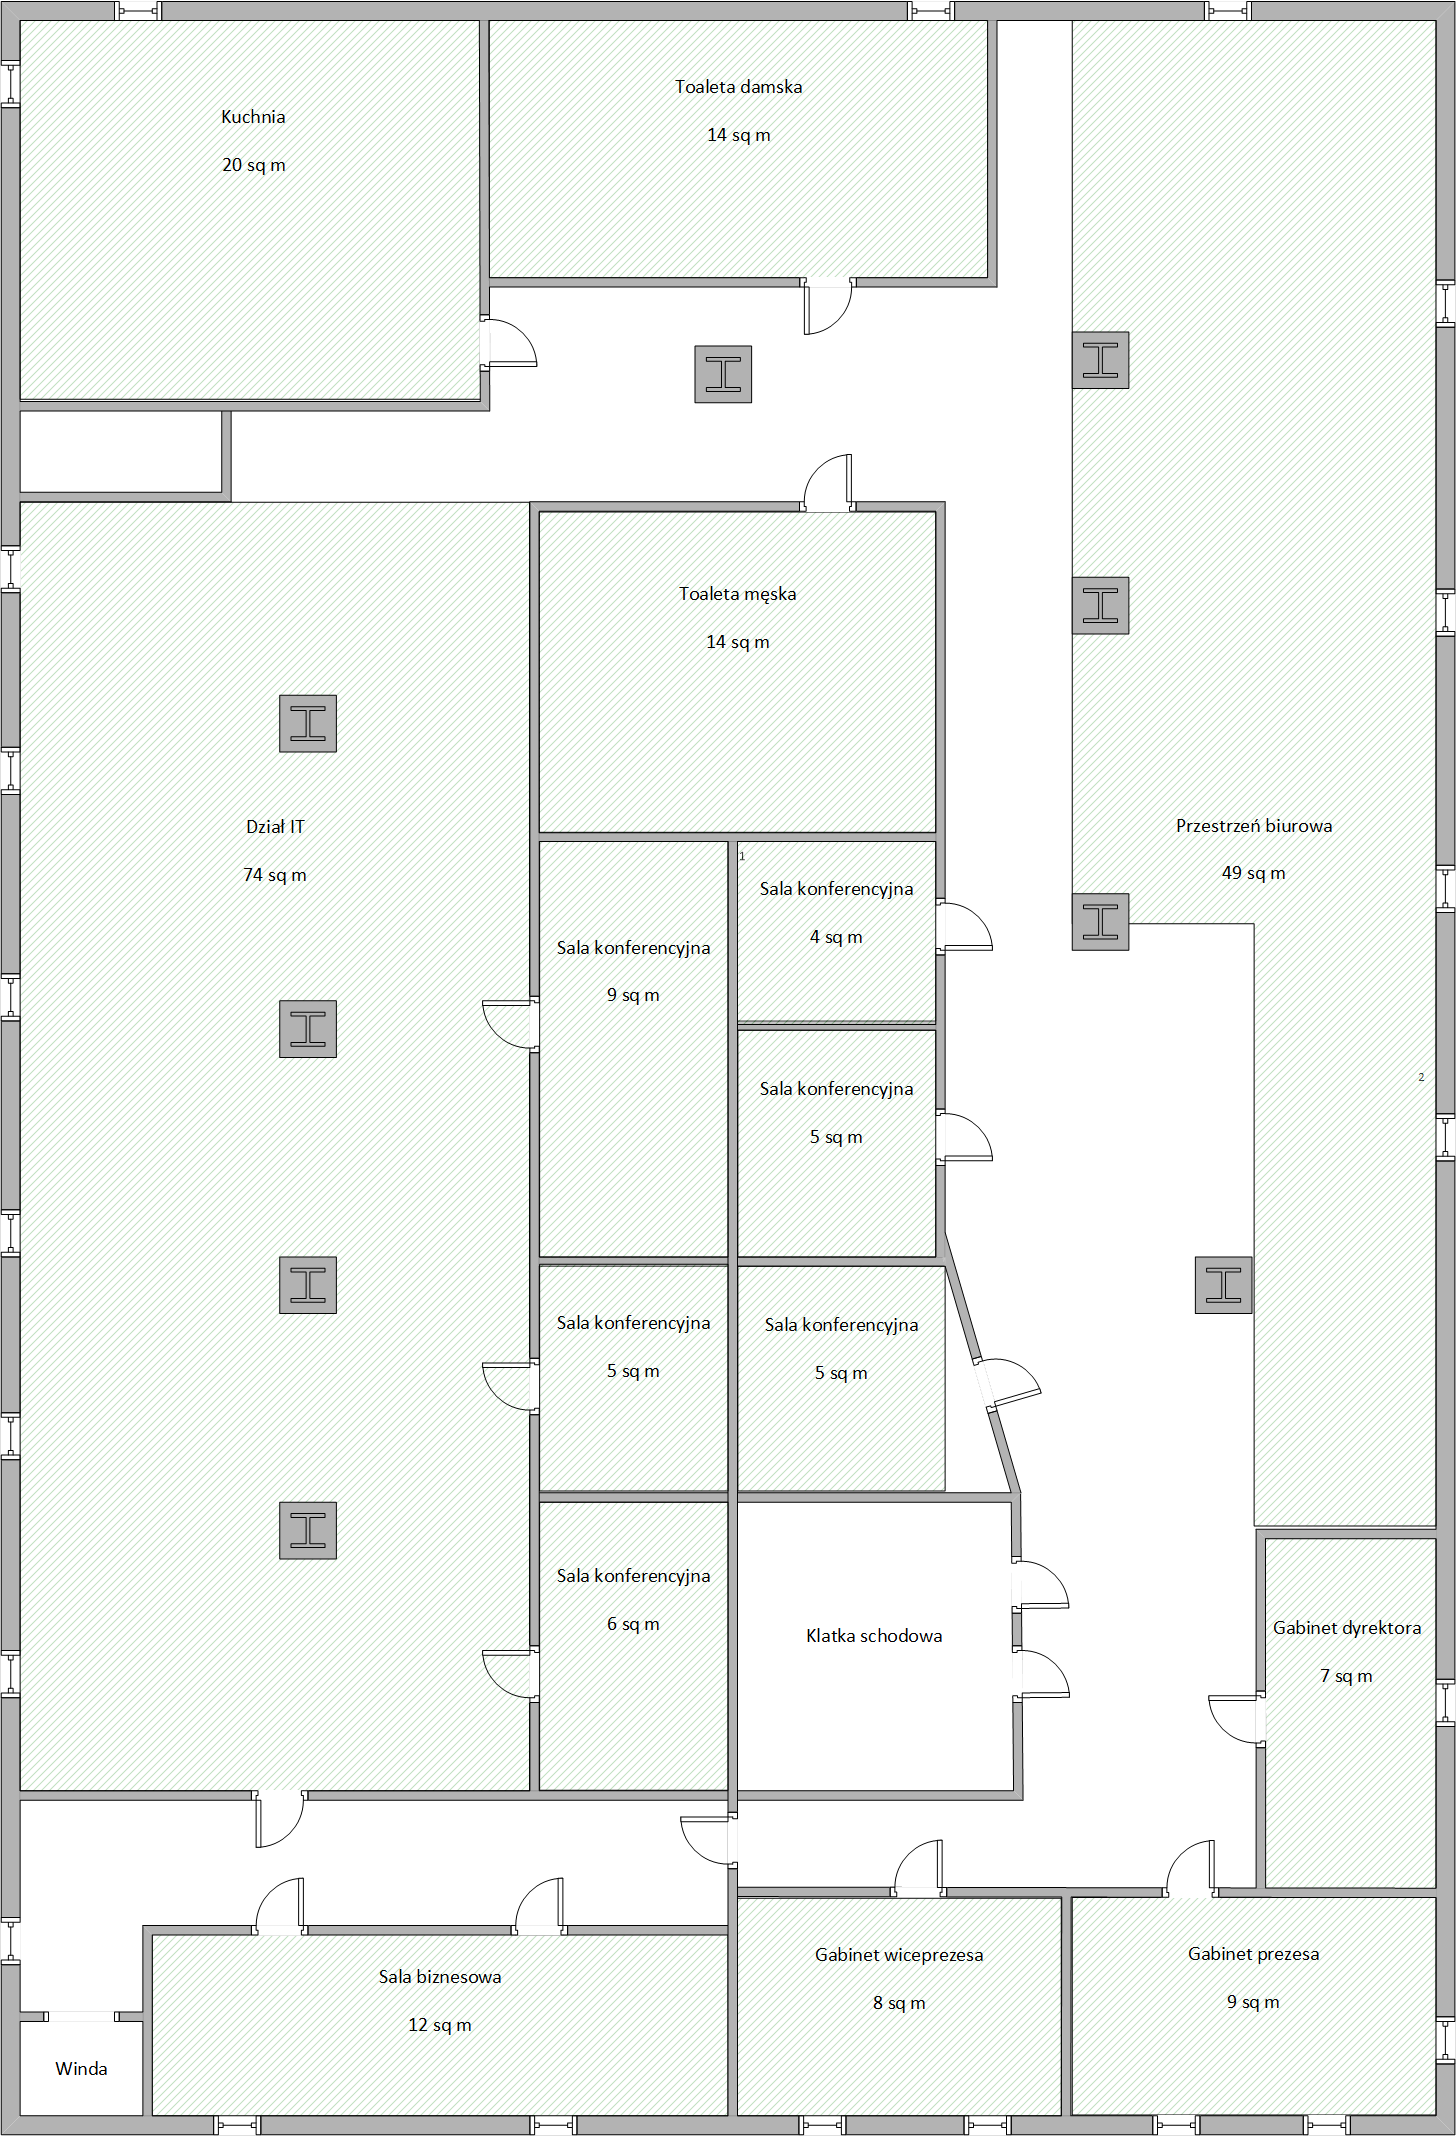 Toaleta damska
14 sq m
Kuchnia
20 sq m
Toaleta męska
14 sq m
Dział IT
74 sq m
Przestrzeń biurowa
49 sq m
1
Sala konferencyjna
4 sq m
Sala konferencyjna
9 sq m
Sala konferencyjna
5 sq m
2
Sala konferencyjna
5 sq m
Sala konferencyjna
5 sq m
Sala konferencyjna
6 sq m
Klatka schodowa
Gabinet dyrektora
7 sq m
Sala biznesowa
12 sq m
Gabinet wiceprezesa
8 sq m
Gabinet prezesa
9 sq m
Winda